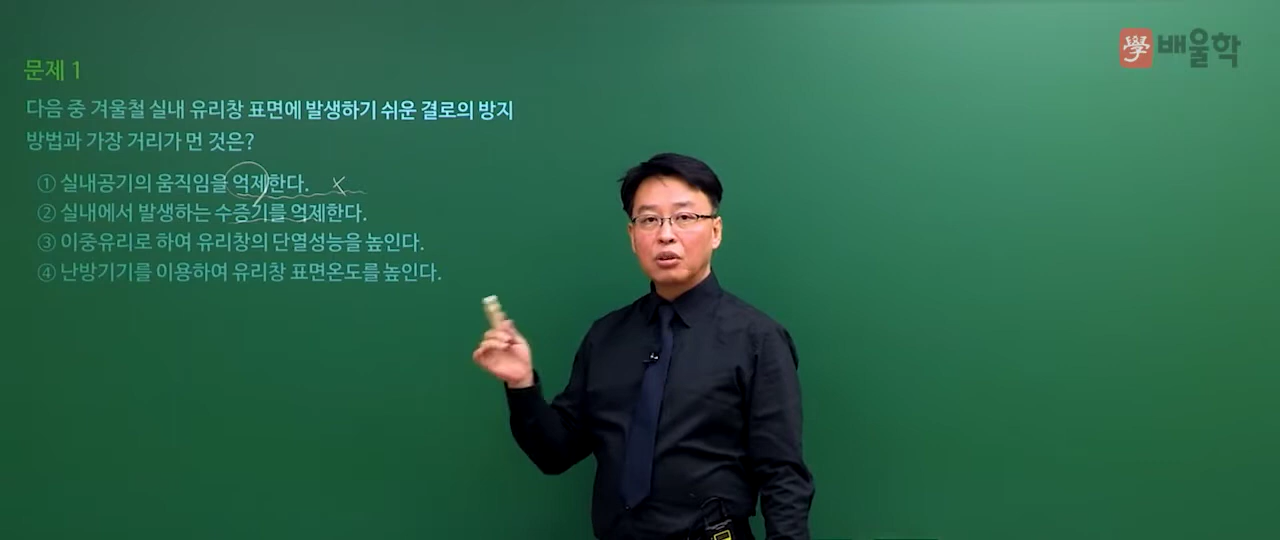 學 배울학
문제 1
다음 중 겨울철 실내 유리창 표면에 발생하기 쉬운 결로의 방지
방법과 가장 거리가 먼 것은?
① 실내공기의 움직임을 억제한다. ×
② 실내에서 발생하는 수증기를 억제한다.
③ 이중유리로 하여 유리창의 단열성능을 높인다.
④ 난방기기를 이용하여 유리창 표면온도를 높인다.